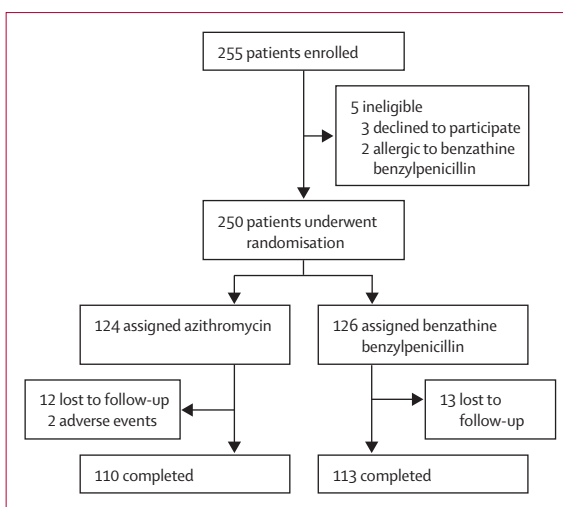 255 patients enrolled
5 ineligible
3 declined to participate
2 allergic to benzathine
benzylpenicillin
250 patients underwent
randomisation
124 assigned azithromycin
126 assigned benzathine
benzylpenicillin
12 lost to follow-up
2 adverse events
13 lost to
follow-up
110 completed
113 completed